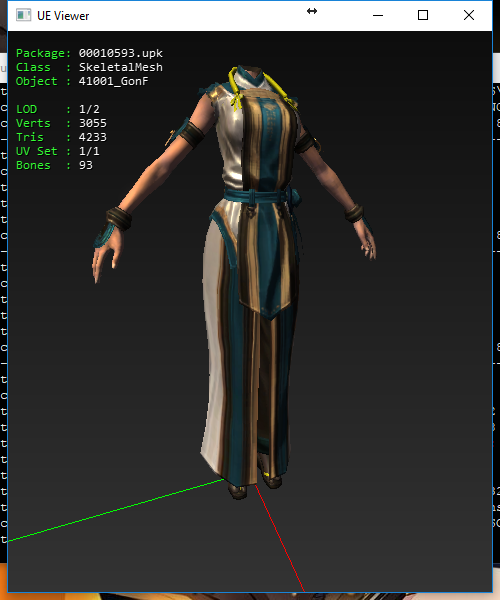 UE Viewer
Package: 00010593.upk
Class  : SkeletalMesh
Object : 41001_GonF
LOD    : 1/2
Verts  : 3055
Tris   : 4233
UV Set : 1/1
Bones  : 93